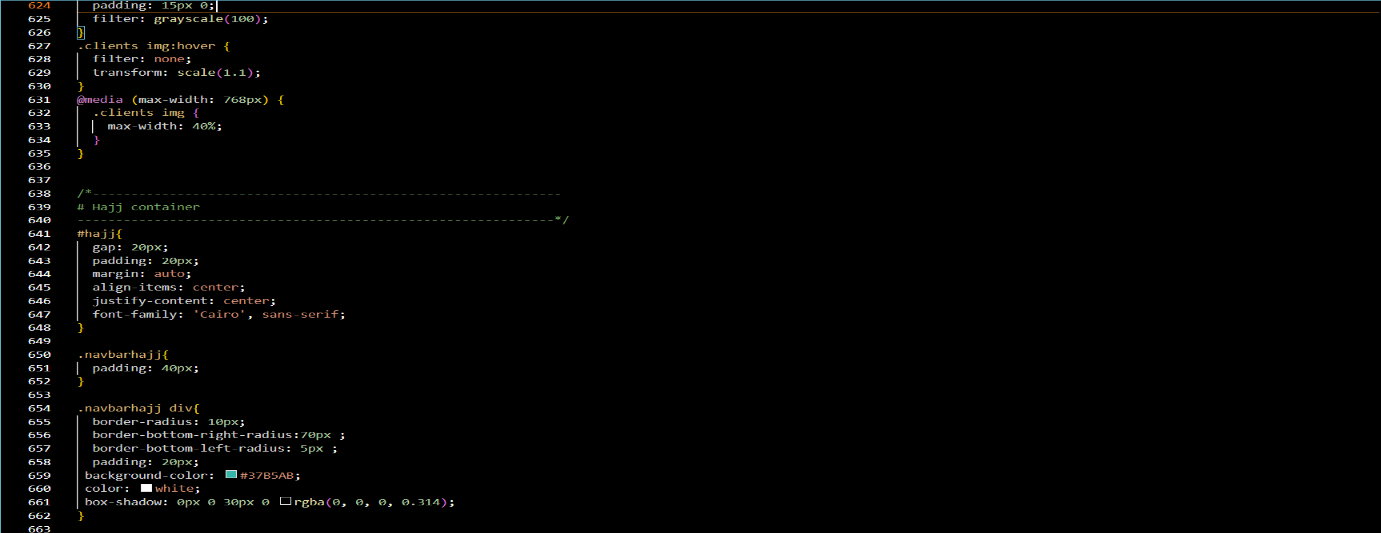 624 padding: 15px 0;
625 filter: grayscale(100);
626 }
627 .clients img:hover {
628 filter: none;
629 transform: scale(1.1);
630 }
631 @media (max-width: 768px) {
632 .clients img {
633 max-width: 40%;
634 }
635 }
636
637
638 /*-------------------------------------------------------------
639 # Hajj container
640 --------------------------------------------------------------*/
641 #hajj{
642 gap: 20px;
643 padding: 20px;
644 margin: auto;
645 align-items: center;
646 justify-content: center;
647 font-family: 'Cairo', sans-serif;
648 }
649
650 .navbarhajj{
651 padding: 40px;
652 }
653
654 .navbarhajj div{
655 border-radius: 10px;
656 border-bottom-right-radius:70px ;
657 border-bottom-left-radius: 5px ;
658 padding: 20px;
659 background-color: #37B5AB;
660 color: white;
661 box-shadow: 0px 0 30px 0 rgba(0, 0, 0, 0.314);
662 }
663